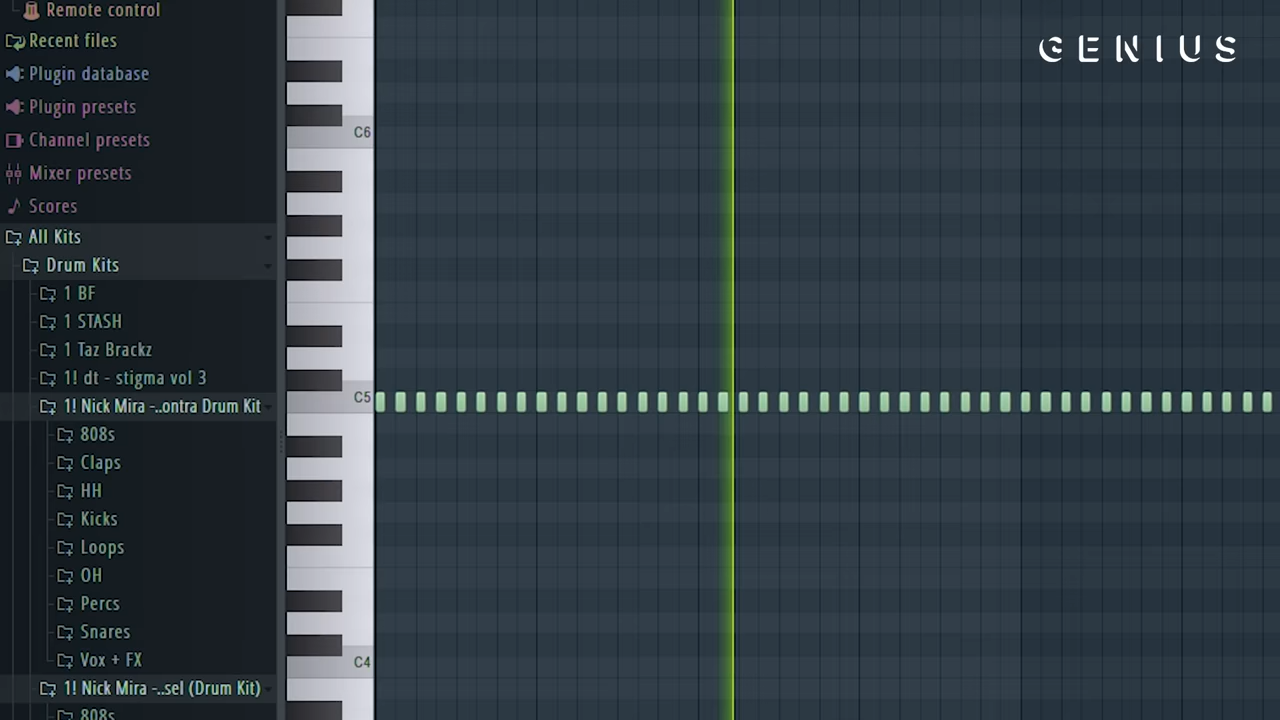 Remote control
Recent files
Plugin database
Plugin presets
Channel presets
Mixer presets
Scores
All Kits
Drum Kits
1 BF
1 STASH
1 Taz Brackz
1! dt - stigma vol 3
1! Nick Mira -..ontra Drum Kit
808s
Claps
HH
Kicks
Loops
OH
Percs
Snares
Vox + FX
1! Nick Mira -..sel (Drum Kit)
808s
C6
C5
C4
GENIUS